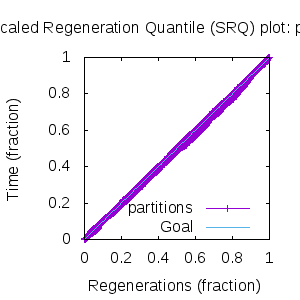 caled Regeneration Quantile (SRQ) plot: p
1
0.8
0.6
0.4
0.2
0
Time (fraction)
partitions
Goal
0
0.2
0.4
0.6
0.8
1
Regenerations (fraction)